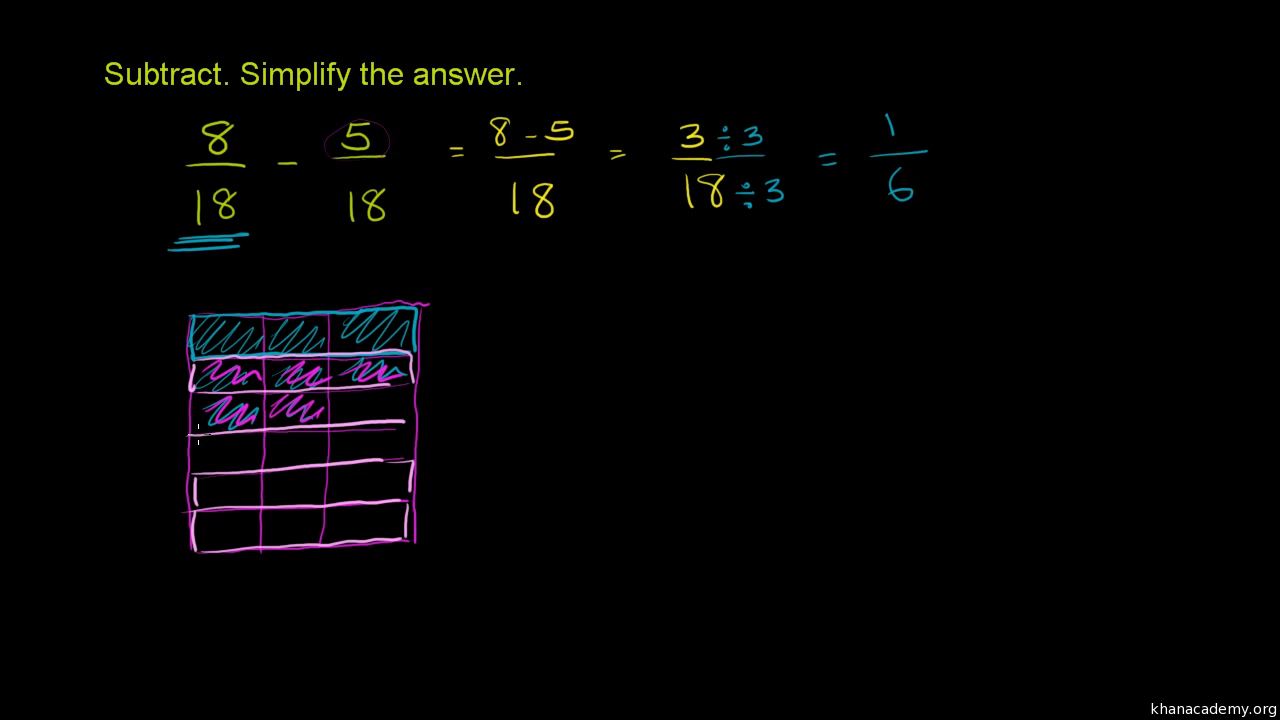 Subtract. Simplify the answer.
8/18 - 5/18 = 8 - 5/18 = 3 ÷ 3/18 ÷ 3 = 1/6
khanacademy.org